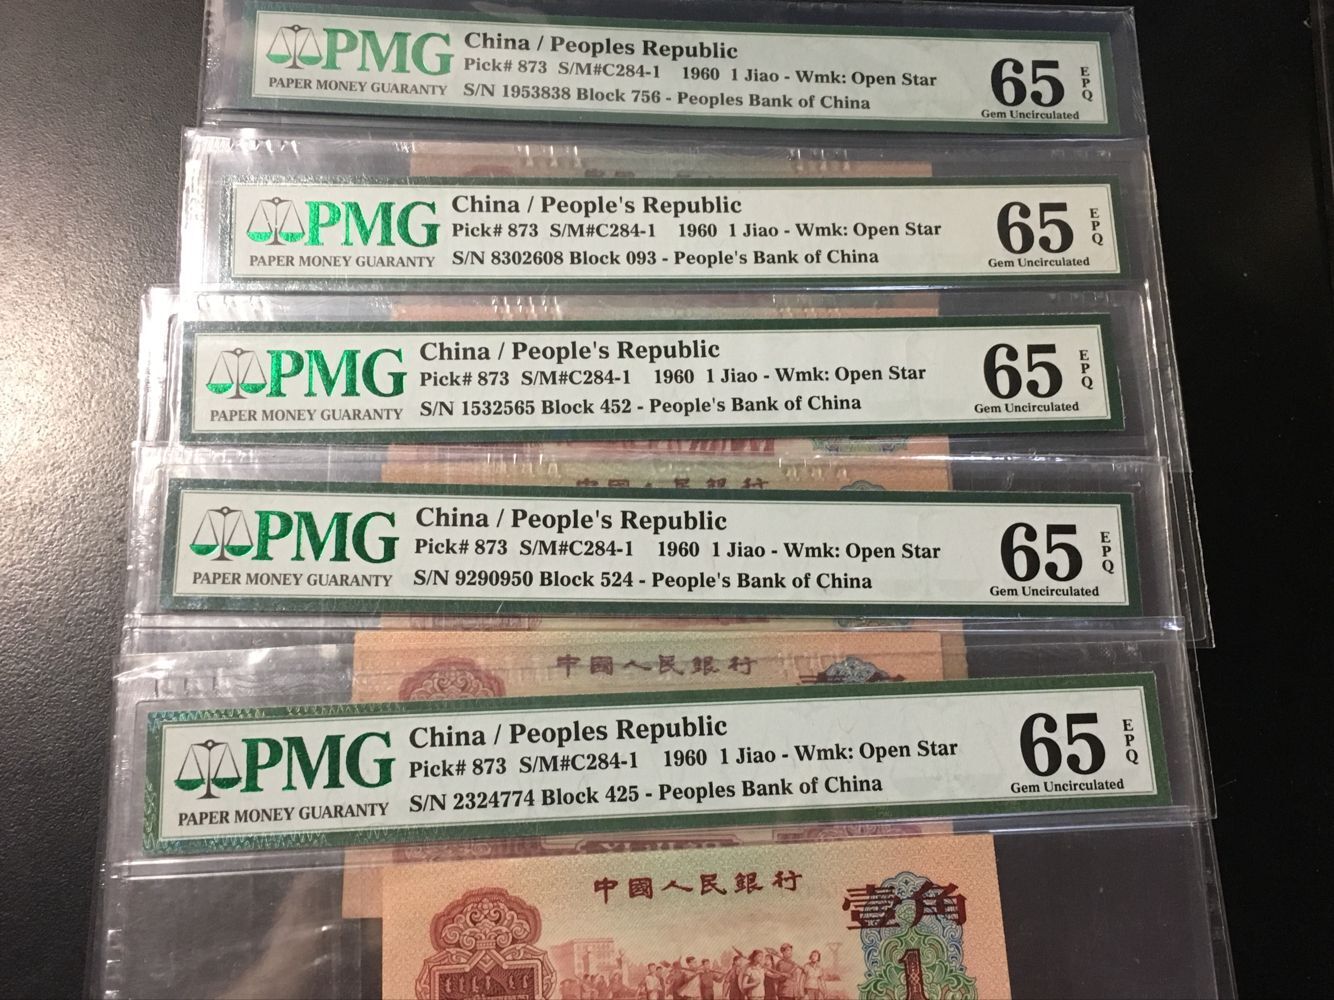 PMG
PAPER MONEY GUARANTY
China / Peoples Republic
Pick# 873 S/M#C284-1 1960 1 Jiao - Wmk: Open Star
S/N 1953838 Block 756 - Peoples Bank of China
65
EPQ
Gem Uncirculated
PMG
PAPER MONEY GUARANTY
China / People's Republic
Pick# 873 S/M#C284-1 1960 1 Jiao - Wmk: Open Star
S/N 8302608 Block 093 - People's Bank of China
65
EPQ
Gem Uncirculated
PMG
PAPER MONEY GUARANTY
China / People's Republic
Pick# 873 S/M#C284-1 1960 1 Jiao - Wmk: Open Star
S/N 1532565 Block 452 - People's Bank of China
65
EPQ
Gem Uncirculated
中國人民銀行
PMG
PAPER MONEY GUARANTY
China / People's Republic
Pick# 873 S/M#C284-1 1960 1 Jiao - Wmk: Open Star
S/N 9290950 Block 524 - People's Bank of China
65
EPQ
Gem Uncirculated
中國人民銀行
PMG
PAPER MONEY GUARANTY
China / Peoples Republic
Pick# 873 S/M#C284-1 1960 1 Jiao - Wmk: Open Star
S/N 2324774 Block 425 - Peoples Bank of China
65
EPQ
Gem Uncirculated
中國人民銀行
壹角
1